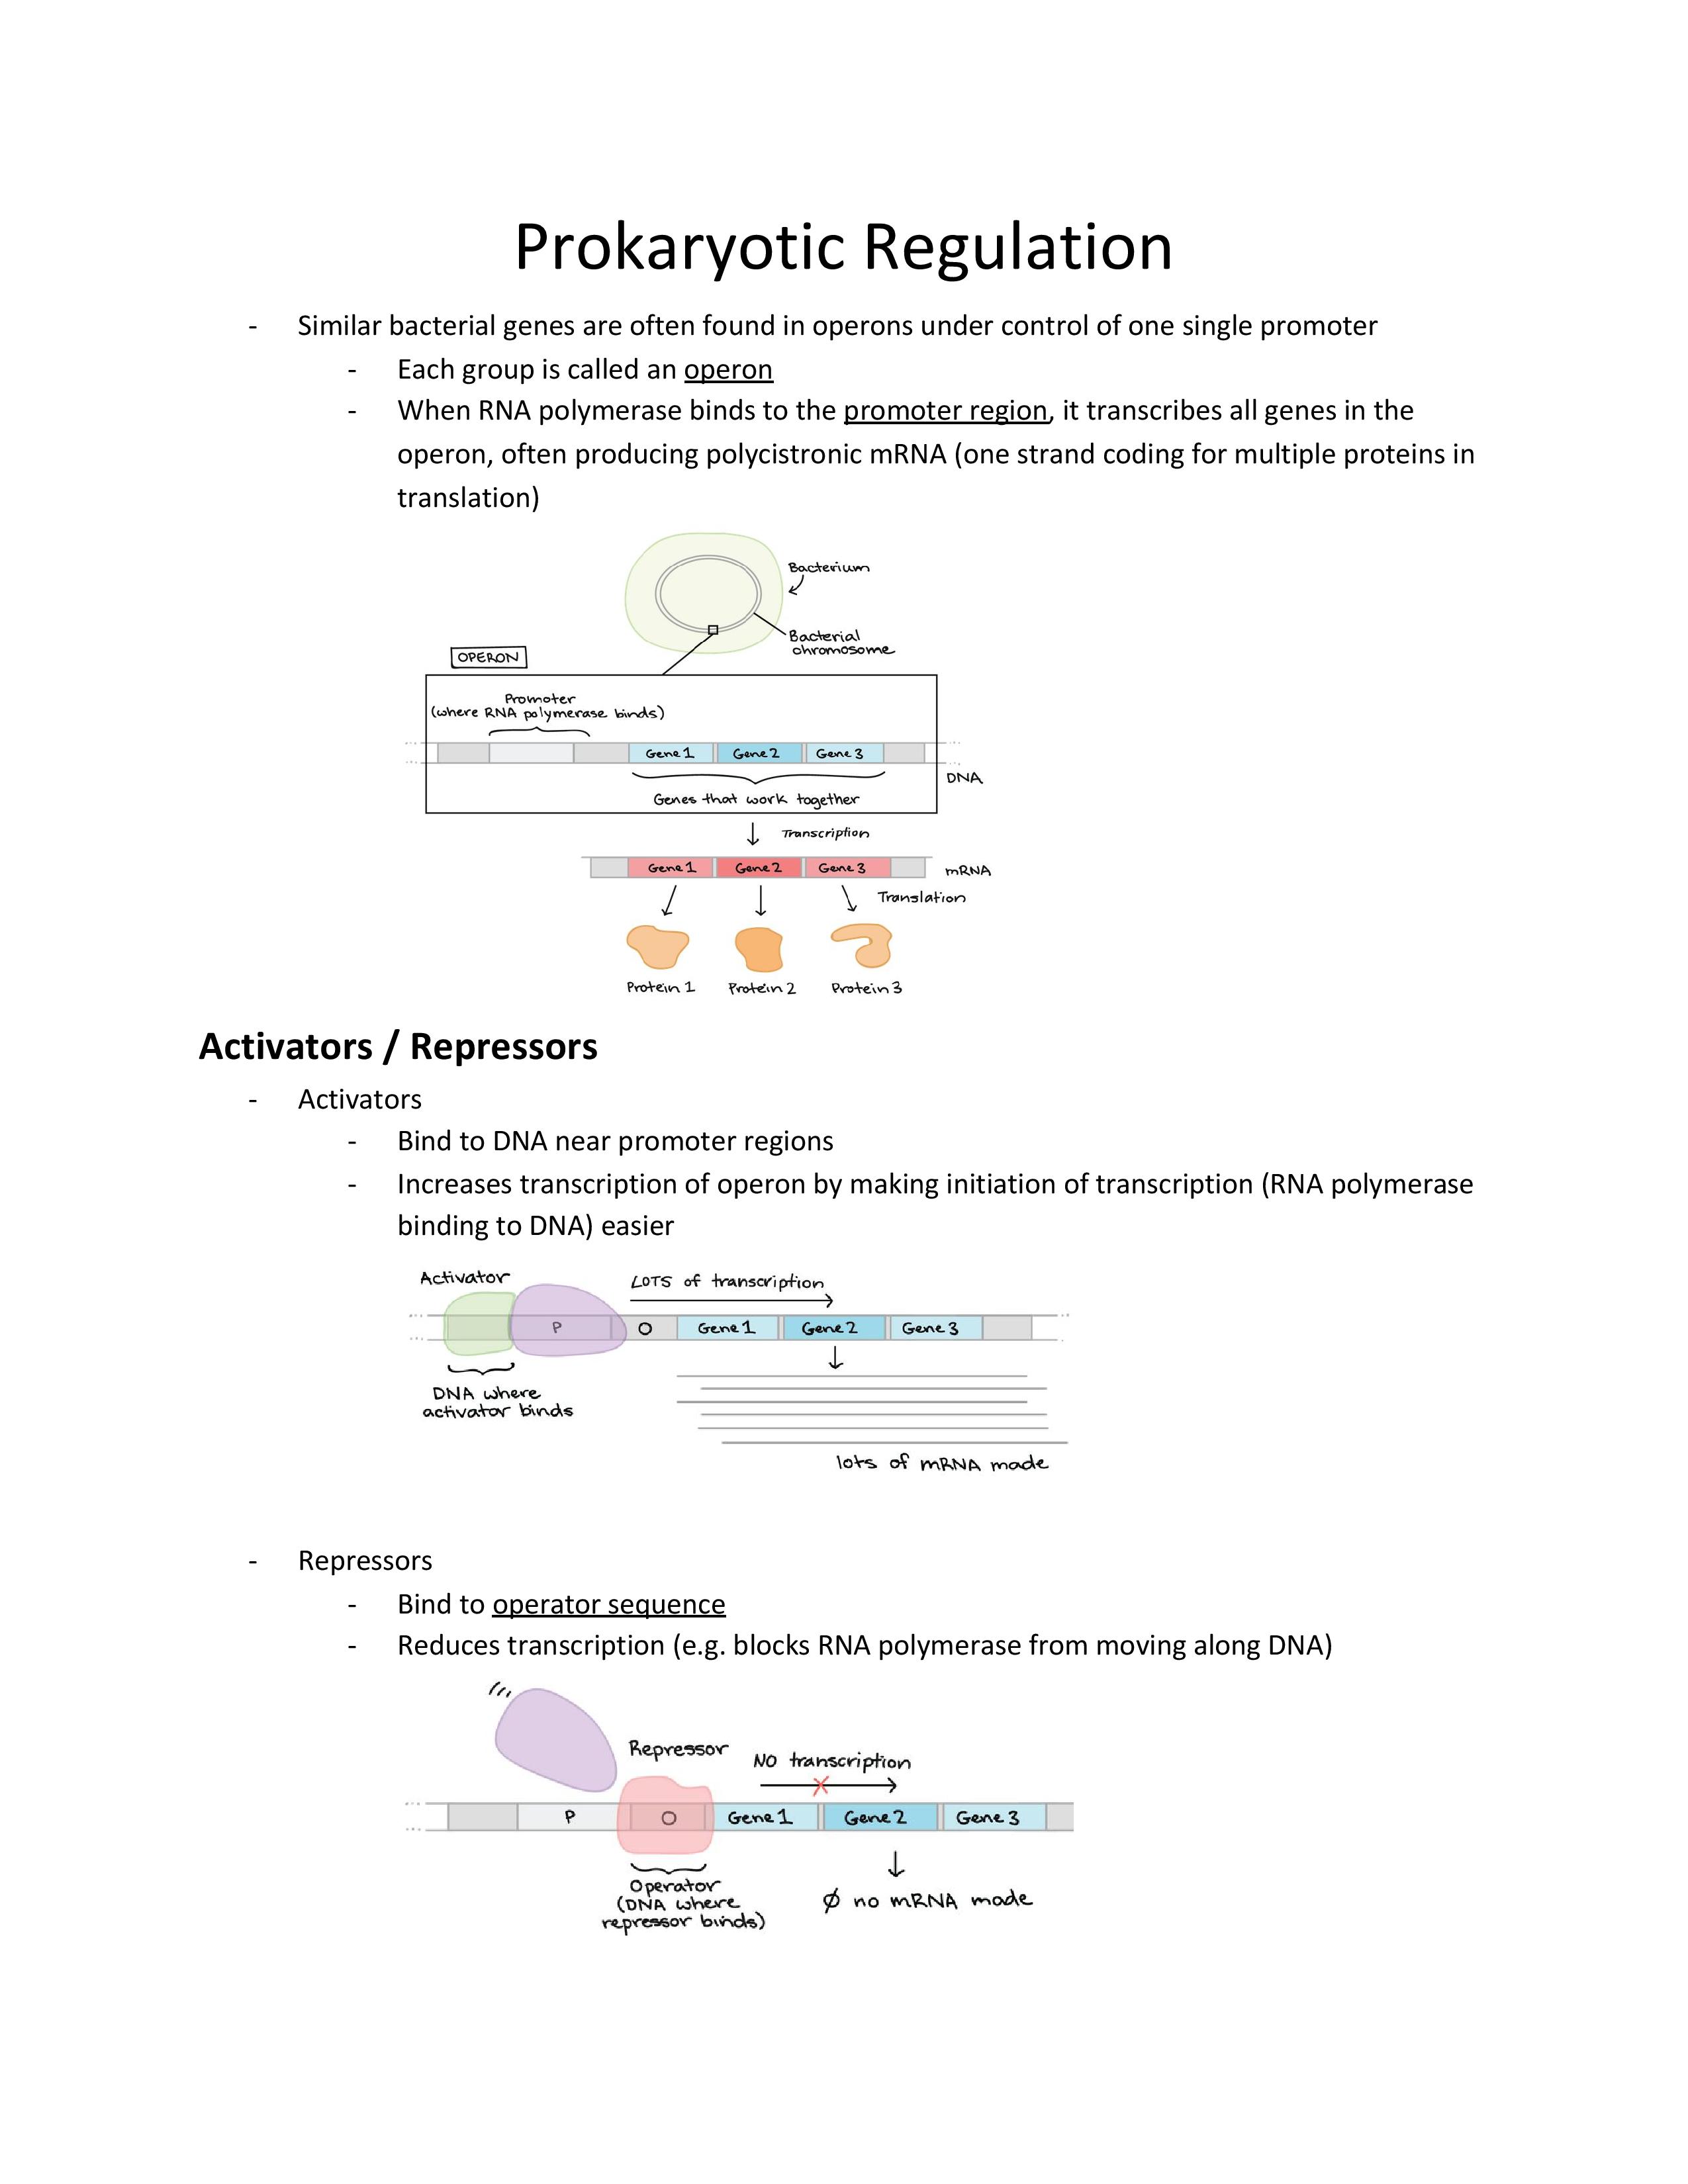 Prokaryotic Regulation
- Similar bacterial genes are often found in operons under control of one single promoter
- Each group is called an operon
- When RNA polymerase binds to the promoter region, it transcribes all genes in the
operon, often producing polycistronic mRNA (one strand coding for multiple proteins in
translation)
Bacterium
Bacterial
chromosome
OPERON
Promoter
(where RNA polymerase binds)
Gene 1 Gene 2 Gene 3
DNA
Genes that work together
Transcription
Gene 1 Gene 2 Gene 3
mRNA
Translation
Protein 1 Protein 2 Protein 3
Activators / Repressors
- Activators
- Bind to DNA near promoter regions
- Increases transcription of operon by making initiation of transcription (RNA polymerase
binding to DNA) easier
Activator
LOTS of transcription
P O Gene 1 Gene 2 Gene 3
DNA where
activator binds
lots of mRNA made
- Repressors
- Bind to operator sequence
- Reduces transcription (e.g. blocks RNA polymerase from moving along DNA)
Repressor
NO transcription
P O Gene 1 Gene 2 Gene 3
Operator
(DNA where
repressor binds)
Ø no mRNA made